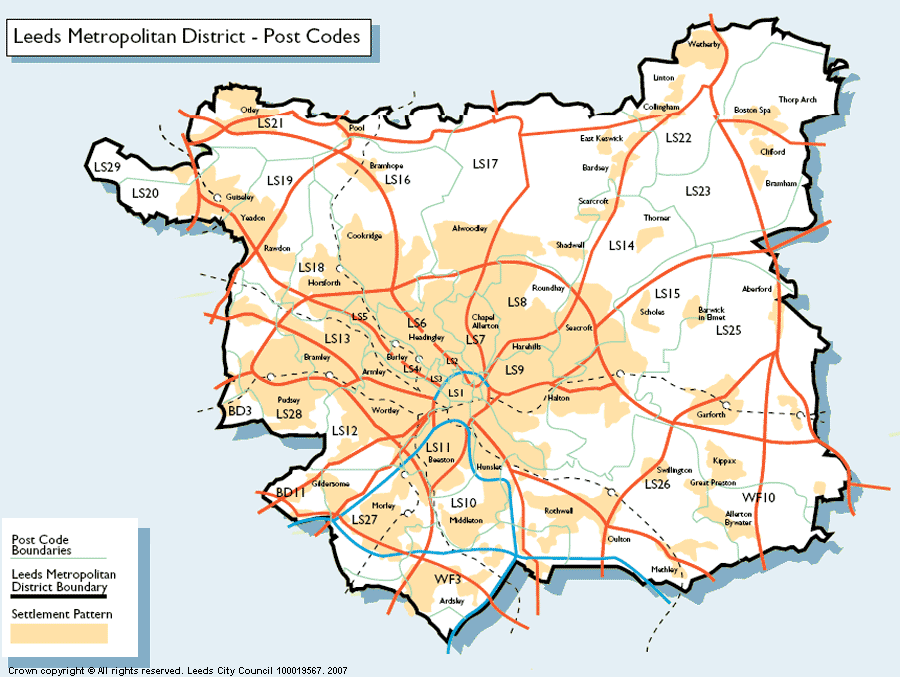 Leeds Metropolitan District - Post Codes
Wetherby
Linton
Collingham
Thorp Arch
Boston Spa
Otley
LS21
Pool
East Keswick
LS22
Clifford
LS29
LS20
LS19
Bramhope
LS16
LS17
Bardsey
Bramham
LS23
Guiseley
Yeadon
Scarcroft
Thorner
Cookridge
Alwoodley
Shadwell
LS14
Rawdon
LS18
Horsforth
Roundhay
LS8
LS15
Aberford
Scholes
Barwick
in Elmet
LS25
LS5
LS6
Chapel
Allerton
Seacroft
LS13
Headingley
LS7
Harehills
Bramley
Burley
LS2
LS4
LS9
Armley
LS3
LS1
Halton
Pudsey
LS28
BD3
Wortley
Garforth
LS12
LS11
Beeston
Hunslet
Swillington
Kippax
Gildersome
BD11
LS26
Great Preston
WF10
Morley
LS10
Rothwell
LS27
Middleton
Allerton
Bywater
Oulton
Methley
WF3
Ardsley
Post Code
Boundaries
Leeds Metropolitan
District Boundary
Settlement Pattern
Crown copyright © All rights reserved. Leeds City Council 100019567. 2007